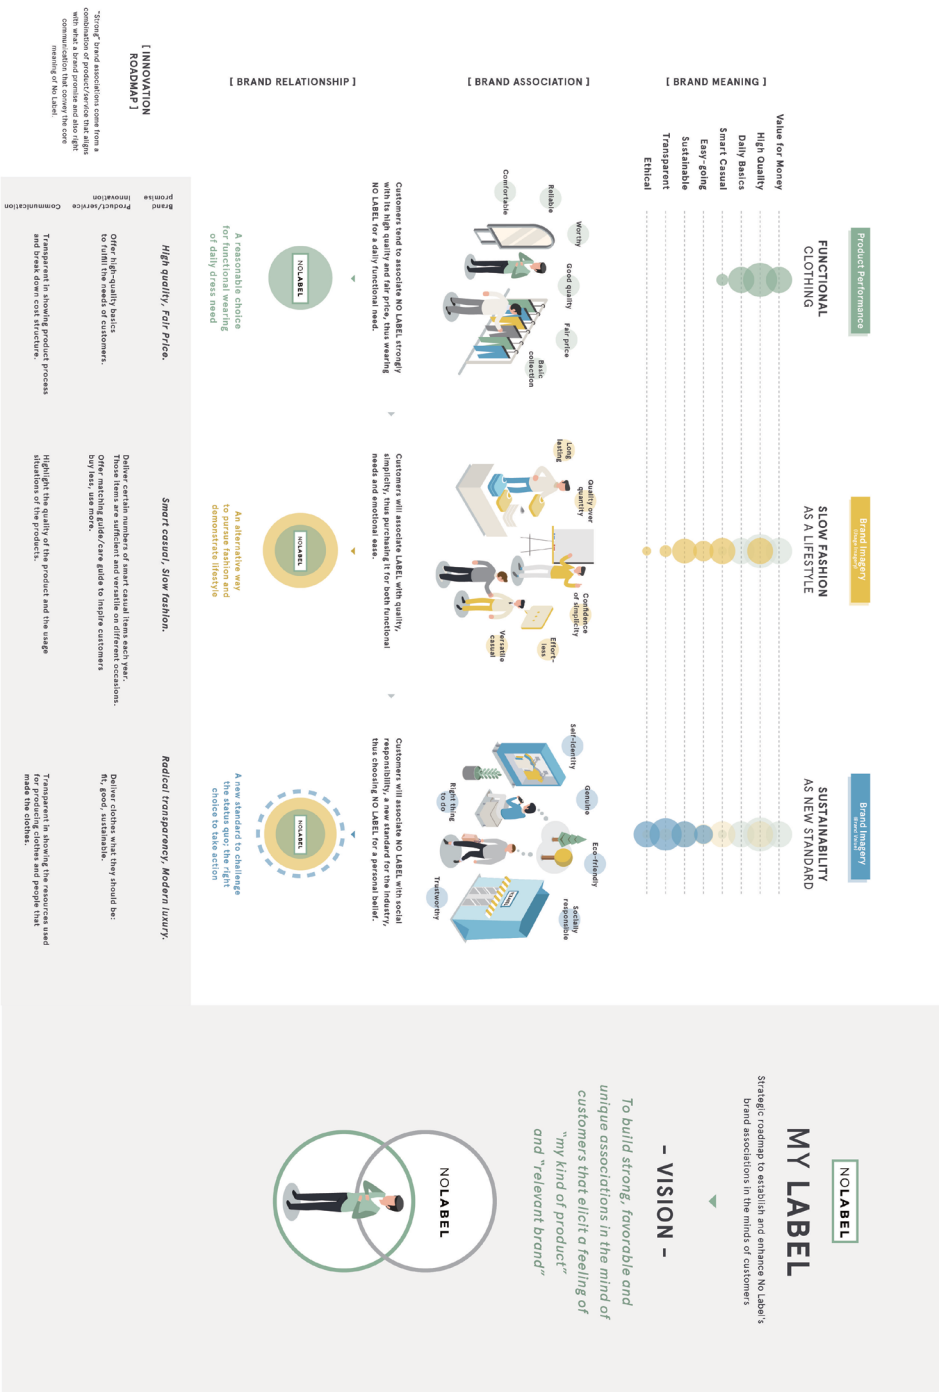 Product Performance
FUNCTIONAL
CLOTHING
Brand Imagery
(Usage Imagery)
SLOW FASHION
AS A LIFESTYLE
Brand Imagery
(Brand Value)
SUSTAINABILITY
AS NEW STANDARD
[ BRAND MEANING ]
Value for Money
High Quality
Daily Basics
Smart Casual
Easy-going
Sustainable
Transparent
Ethical
[ BRAND ASSOCIATION ]
Comfortable
Reliable
Worthy
Good quality
Fair price
Basic
collection
Long
lasting
Quality over
quantity
Confidence
of simplicity
Effort-
less
Versatile
casual
Self-identity
Genuine
Right thing
to do
Eco-friendly
Socially
responsible
Trustworthy
LABEL
Customers tend to associate NO LABEL strongly
with its high quality and fair price, thus wearing
NO LABEL for a daily functional need.
Customers will associate LABEL with quality,
simplicity, thus purchasing it for both functional
needs and emotional ease.
Customers will associate NO LABEL with social
responsibility, a new standard for the industry,
thus choosing NO LABEL for a personal belief.
[ BRAND RELATIONSHIP ]
NOLABEL
A reasonable choice
for functional wearing
of daily dress need
NOLABEL
An alternative way
to pursue fashion and
demonstrate lifestyle
NOLABEL
A new standard to challenge
the status quo; the right
choice to take action
[ INNOVATION
ROADMAP ]
"Strong" brand associations come from a
combination of product/service that aligns
with what a brand promise and also right
communication that convey the core
meaning of No Label.
Brand
promise
High quality, Fair Price.
Smart casual, Slow fashion.
Radical transparency, Modern luxury.
Product/service
Innovation
Offer high-quality basics
to fulfill the needs of customers.
Deliver certain numbers of smart casual items each year.
Those items are sufficient and versatile on different occasions.
Offer matching guide/care guide to inspire customers
buy less, use more.
Deliver clothes what they should be:
fit, good, sustainable.
Communication
Transparent in showing product process
and break down cost structure.
Highlight the quality of the product and the usage
situations of the products.
Transparent in showing the resources used
for producing clothes and people that
made the clothes.
NOLABEL
MY LABEL
Strategic roadmap to establish and enhance No Label's
brand associations in the minds of customers
- VISION -
To build strong, favorable and
unique associations in the mind of
customers that elicit a feeling of
"my kind of product"
and "relevant brand"
NOLABEL